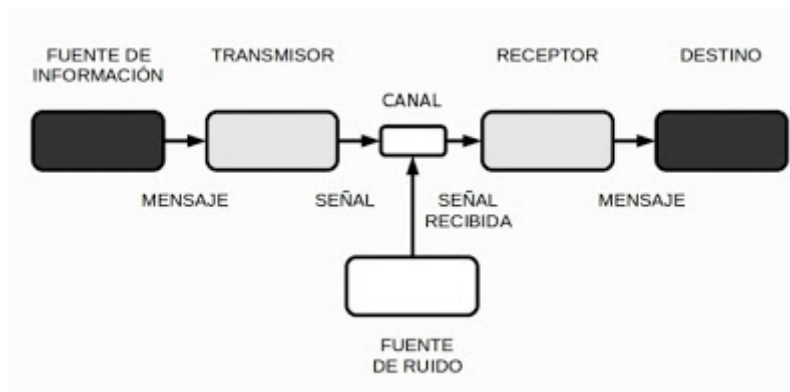 FUENTE DE
INFORMACIÓN
TRANSMISOR
CANAL
RECEPTOR
DESTINO
MENSAJE
SEÑAL
SEÑAL
RECIBIDA
MENSAJE
FUENTE
DE RUIDO